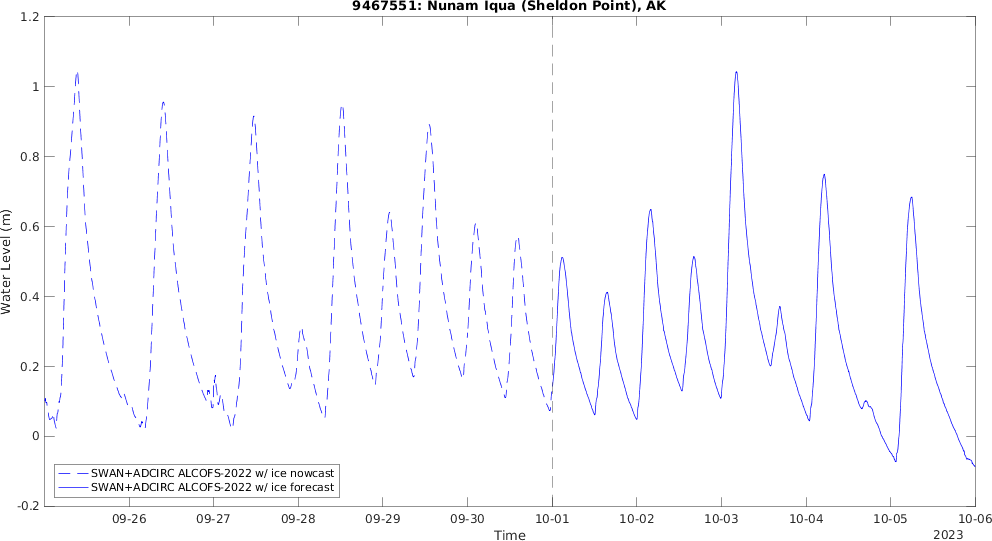 9467551: Nunam Iqua (Sheldon Point), AK
1.2
1
0.8
0.6
0.4
0.2
0
-0.2
Water Level (m)
SWAN+ADCIRC ALCOFS-2022 w/ ice nowcast
SWAN+ADCIRC ALCOFS-2022 w/ ice forecast
09-26 09-27 09-28 09-29 09-30 10-01 10-02 10-03 10-04 10-05 10-06
Time
2023